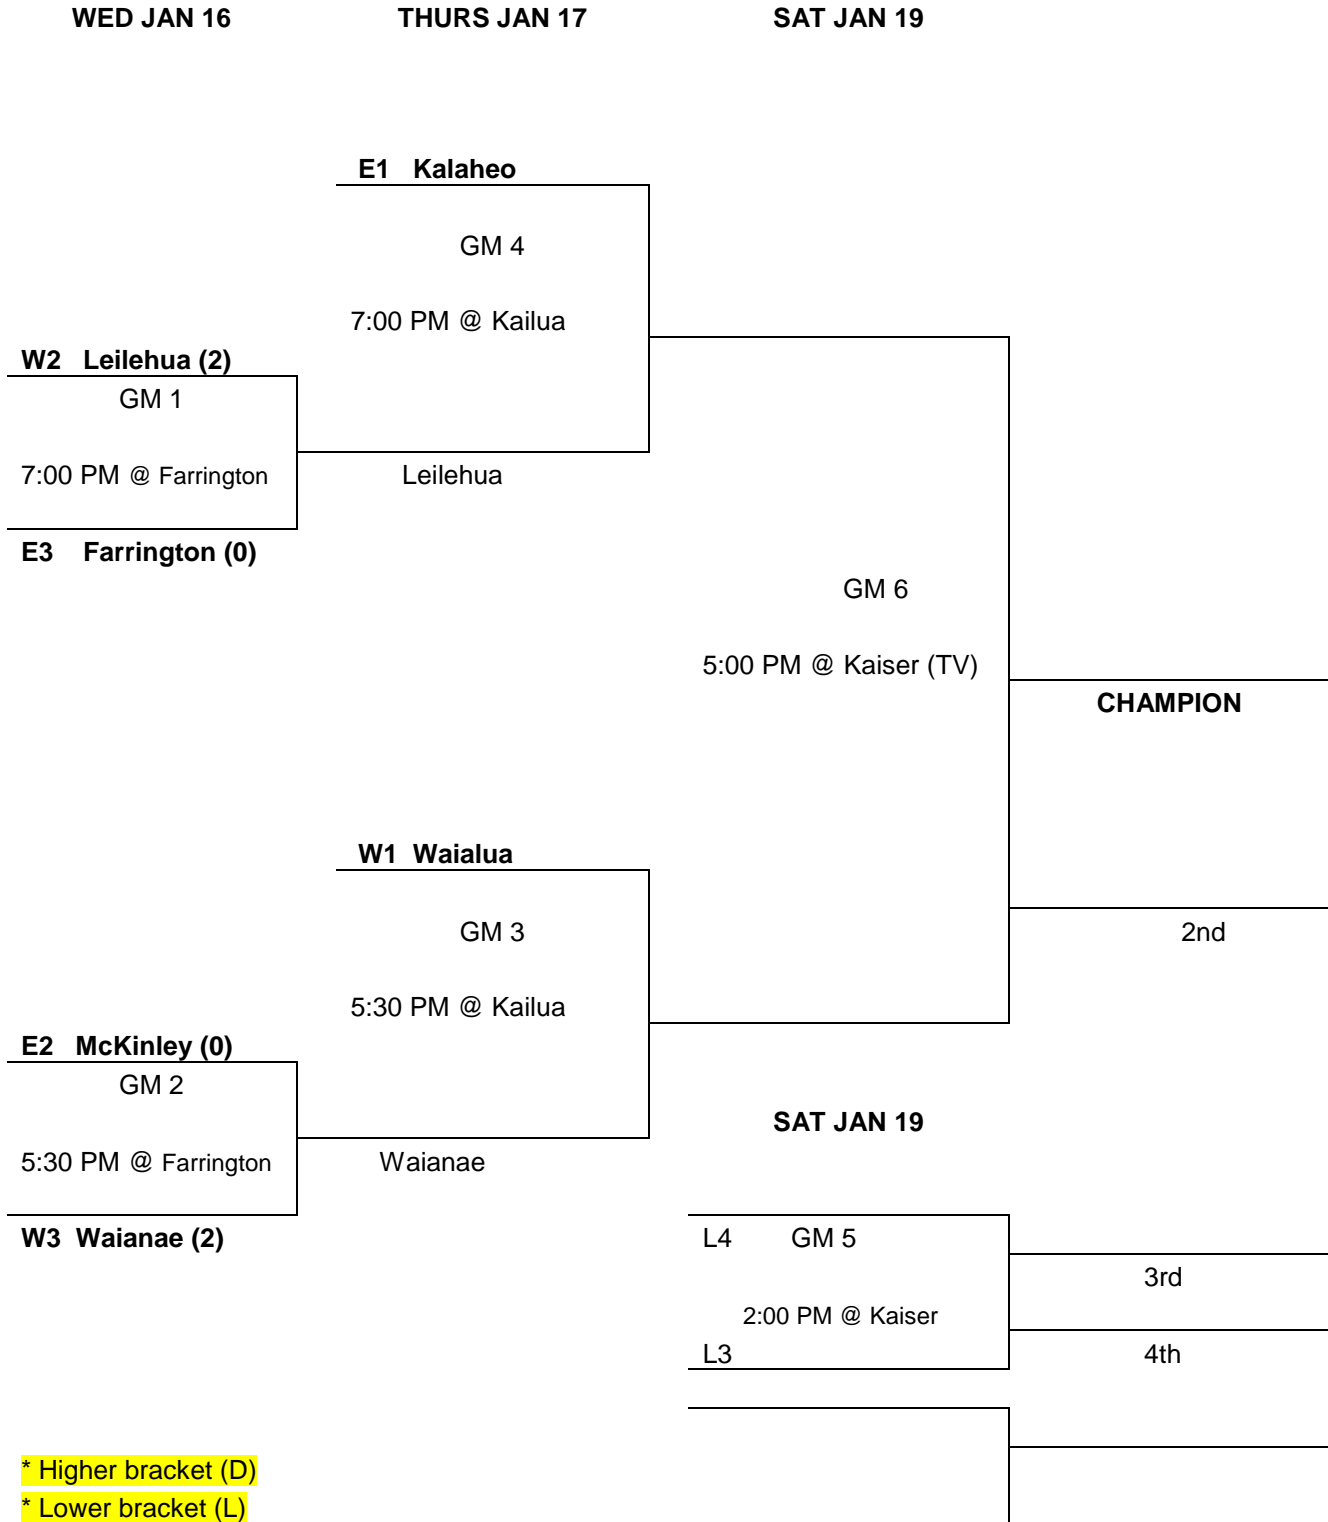 WED JAN 16 THURS JAN 17 SAT JAN 19
E1 Kalaheo
GM 4
7:00 PM @ Kailua
W2 Leilehua (2)
GM 1
7:00 PM @ Farrington Leilehua
E3 Farrington (0)
GM 6
5:00 PM @ Kaiser (TV)
CHAMPION
W1 Waialua
GM 3 2nd
5:30 PM @ Kailua
E2 McKinley (0)
GM 2
SAT JAN 19
5:30 PM @ Farrington Waianae
W3 Waianae (2) L4 GM 5
3rd
2:00 PM @ Kaiser
L3 4th
* Higher bracket (D)
* Lower bracket (L)